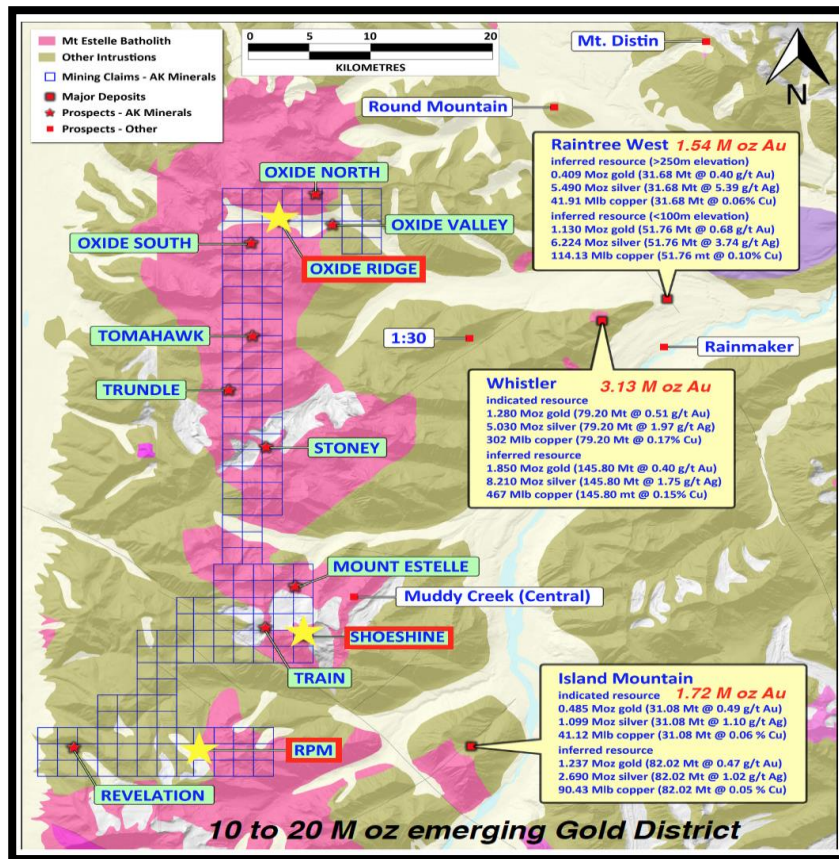 Mt Estelle Batholith
Other Intrustions
Mining Claims - AK Minerals
Major Deposits
Prospects - AK Minerals
Prospects - Other
0 5 10 20
KILOMETRES
Mt. Distin
N
Round Mountain
OXIDE NORTH
OXIDE VALLEY
OXIDE SOUTH
OXIDE RIDGE
Raintree West 1.54 M oz Au
inferred resource (>250m elevation)
0.409 Moz gold (31.68 Mt @ 0.40 g/t Au)
5.490 Moz silver (31.68 Mt @ 5.39 g/t Ag)
41.91 Mlb copper (31.68 Mt @ 0.06% Cu)
inferred resource (<100m elevation)
1.130 Moz gold (51.76 Mt @ 0.68 g/t Au)
6.224 Moz silver (51.76 Mt @ 3.74 g/t Ag)
114.13 Mlb copper (51.76 mt @ 0.10% Cu)
TOMAHAWK
1:30
Rainmaker
TRUNDLE
STONEY
Whistler 3.13 M oz Au
indicated resource
1.280 Moz gold (79.20 Mt @ 0.51 g/t Au)
5.030 Moz silver (79.20 Mt @ 1.97 g/t Ag)
302 Mlb copper (79.20 Mt @ 0.17% Cu)
inferred resource
1.850 Moz gold (145.80 Mt @ 0.40 g/t Au)
8.210 Moz silver (145.80 Mt @ 1.75 g/t Ag)
467 Mlb copper (145.80 mt @ 0.15% Cu)
MOUNT ESTELLE
Muddy Creek (Central)
SHOESHINE
TRAIN
RPM
REVELATION
Island Mountain
indicated resource 1.72 M oz Au
0.485 Moz gold (31.08 Mt @ 0.49 g/t Au)
1.099 Moz silver (31.08 Mt @ 1.10 g/t Ag)
41.12 Mlb copper (31.08 Mt @ 0.06 % Cu)
inferred resource
1.237 Moz gold (82.02 Mt @ 0.47 g/t Au)
2.690 Moz silver (82.02 Mt @ 1.02 g/t Ag)
90.43 Mlb copper (82.02 Mt @ 0.05 % Cu)
10 to 20 M oz emerging Gold District